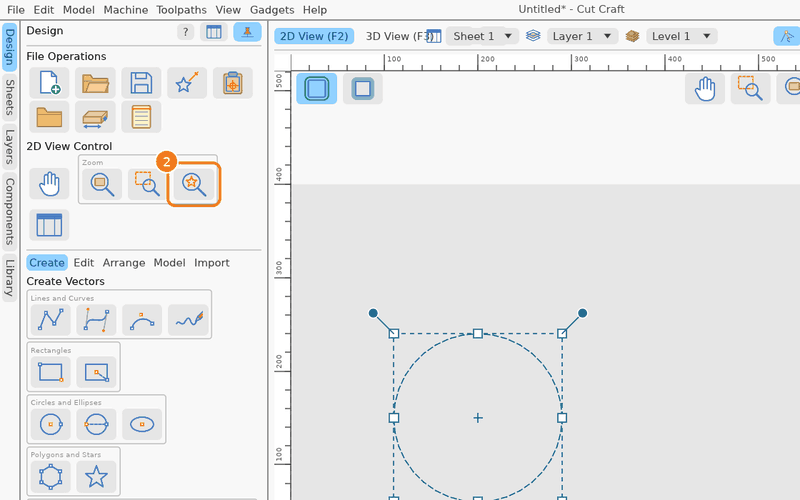 File Edit Model Machine Toolpaths View Gadgets Help
Untitled* - Cut Craft
Design
Sheets
Layers
Components
Library
Design
?
File Operations
2D View Control
Zoom
2
Create Edit Arrange Model Import
Create Vectors
Lines and Curves
Rectangles
Circles and Ellipses
Polygons and Stars
2D View (F2) 3D View (F3) Sheet 1 Layer 1 Level 1
100 200 300 400 500
500
400
300
200
100